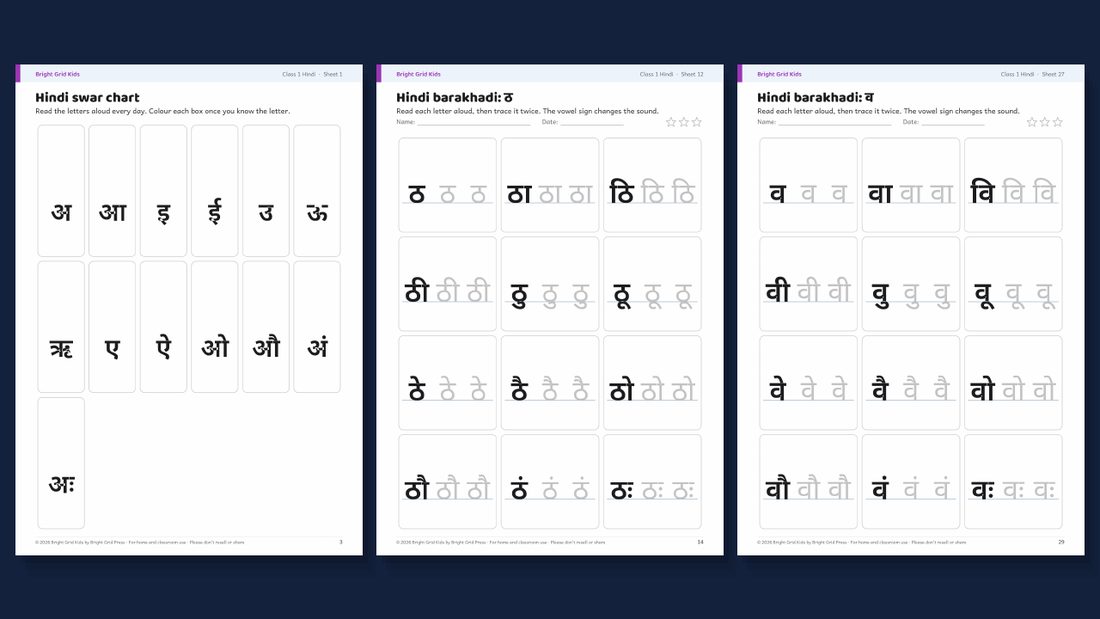 Bright Grid Kids Class 1 Hindi · Sheet 1
Hindi swar chart
Read the letters aloud every day. Colour each box once you know the letter.
अ आ इ ई उ ऊ
ऋ ए ऐ ओ औ अं
अः
© 2026 Bright Grid Kids by Bright Grid Press · For home and classroom use · Please don't resell or share 3
Bright Grid Kids Class 1 Hindi · Sheet 12
Hindi barakhadi: ठ
Read each letter aloud, then trace it twice. The vowel sign changes the sound.
Name: Date:
ठ ठ ठ ठा ठा ठा ठि ठि ठि
ठी ठी ठी ठु ठु ठु ठू ठू ठू
ठे ठे ठे ठै ठै ठै ठो ठो ठो
ठौ ठौ ठौ ठं ठं ठं ठः ठः ठः
© 2026 Bright Grid Kids by Bright Grid Press · For home and classroom use · Please don't resell or share 14
Bright Grid Kids Class 1 Hindi · Sheet 27
Hindi barakhadi: व
Read each letter aloud, then trace it twice. The vowel sign changes the sound.
Name: Date:
व व व वा वा वा वि वि वि
वी वी वी वु वु वु वू वू वू
वे वे वे वै वै वै वो वो वो
वौ वौ वौ वं वं वं वः वः वः
© 2026 Bright Grid Kids by Bright Grid Press · For home and classroom use · Please don't resell or share 29